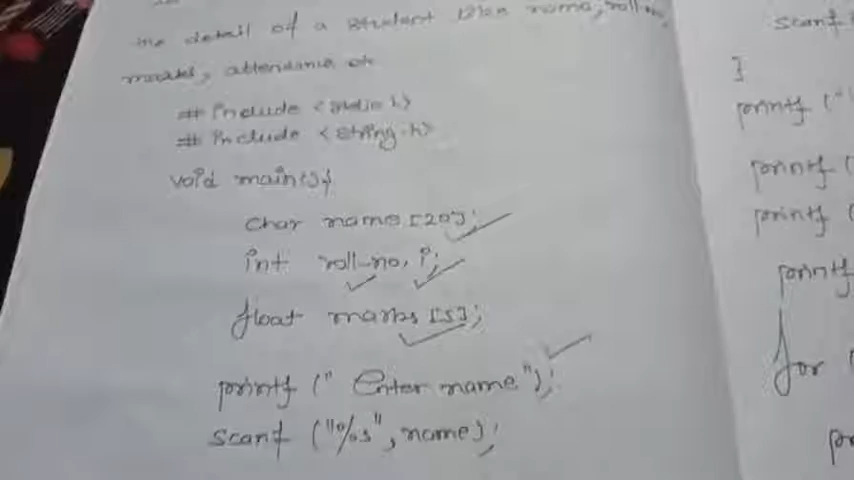 the detail of a student like name, roll no,
marks, attendance etc
# include <stdio.h>
# include <string.h>
void main(){
char name[20];
int roll-no, i;
float marks[5];
printf (" Enter name");
scanf ("%s", name);
scanf
}
printf ("
printf (
printf (
printf
for (